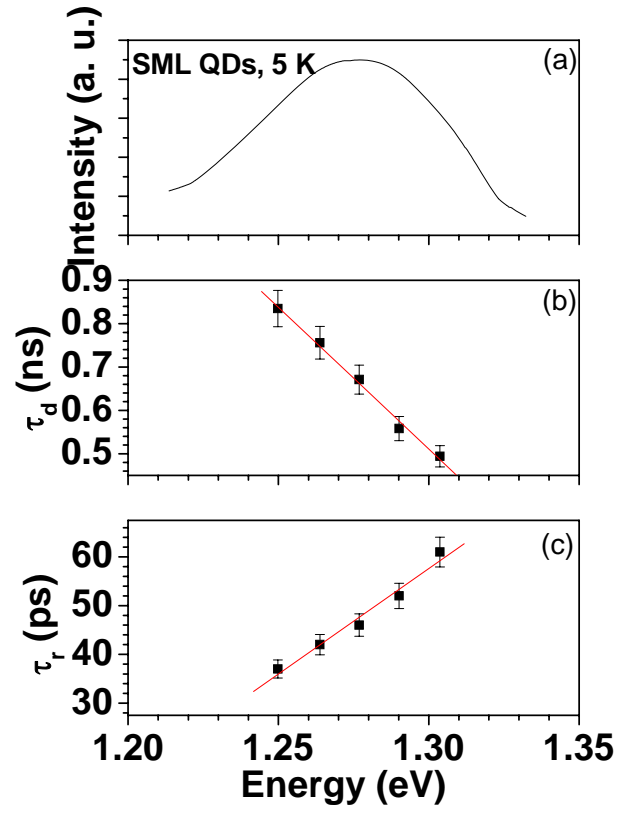 Intensity (a. u.)
SML QDs, 5 K
(a)
τd (ns)
0.9
0.8
0.7
0.6
0.5
(b)
τr (ps)
60
50
40
30
(c)
1.20 1.25 1.30 1.35
Energy (eV)